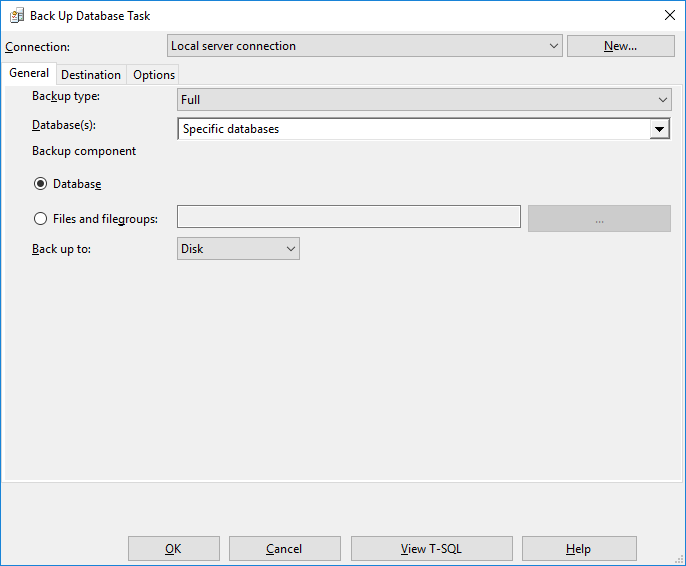 Back Up Database Task
Connection: Local server connection New...
General Destination Options
Backup type: Full
Database(s): Specific databases
Backup component
Database
Files and filegroups: ...
Back up to: Disk
OK Cancel View T-SQL Help